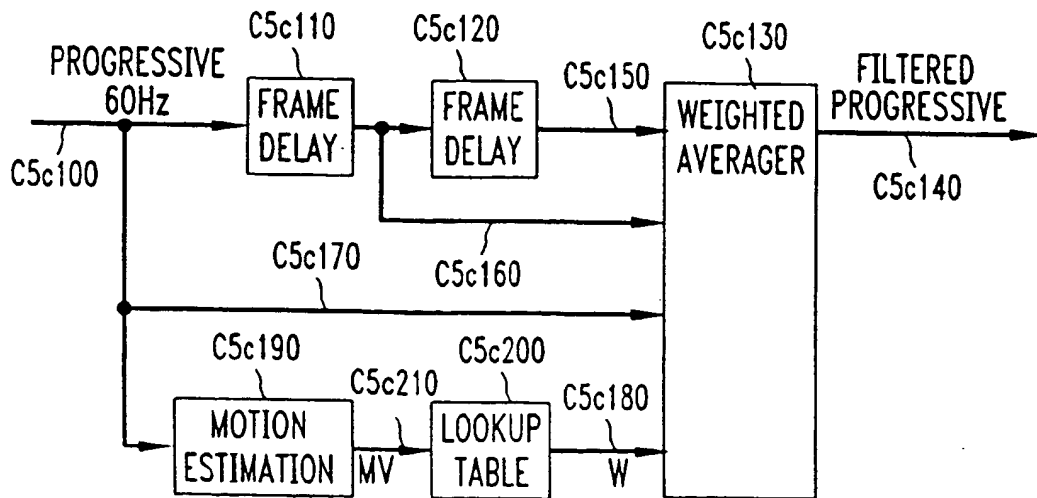 C5c110
C5c120
C5c130
PROGRESSIVE
60Hz
FRAME
DELAY
FRAME
DELAY
C5c150
WEIGHTED
AVERAGER
FILTERED
PROGRESSIVE
C5c100
C5c140
C5c160
C5c170
C5c190
C5c210
C5c200
C5c180
MOTION
ESTIMATION
MV
LOOKUP
TABLE
W